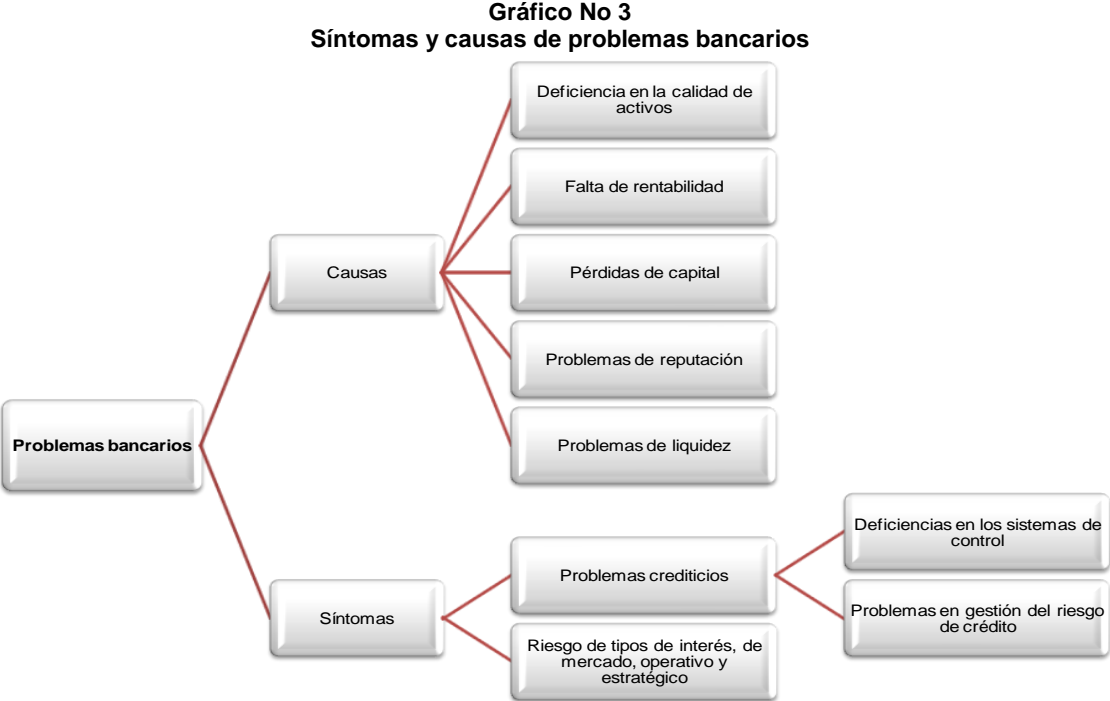 Gráfico No 3
Síntomas y causas de problemas bancarios
Problemas bancarios
Causas
Deficiencia en la calidad de
activos
Falta de rentabilidad
Pérdidas de capital
Problemas de reputación
Problemas de liquidez
Síntomas
Problemas crediticios
Deficiencias en los sistemas de
control
Problemas en gestión del riesgo
de crédito
Riesgo de tipos de interés, de
mercado, operativo y
estratégico